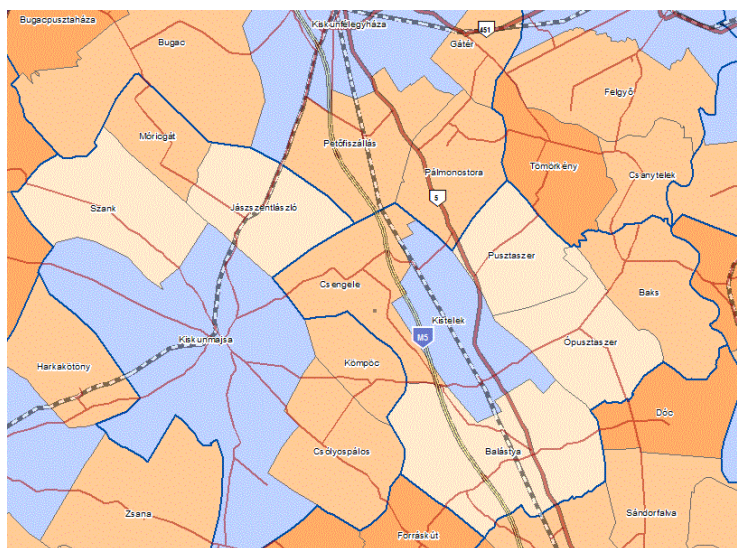 Bugacpusztaháza
Kiskunfélegyháza
451
Bugac
Gátér
Felgyő
Móricgát
Petőfiszállás
Tömörkény
Pálmonostora
Csanytelek
5
Szank
Jászszentlászló
Pusztaszer
Csengele
Baks
Kistelek
M5
Kiskunmajsa
Ópusztaszer
Harkakötöny
Kömpöc
Dóc
Csólyospálos
Balástya
Zsana
Sándorfalva
Forráskút